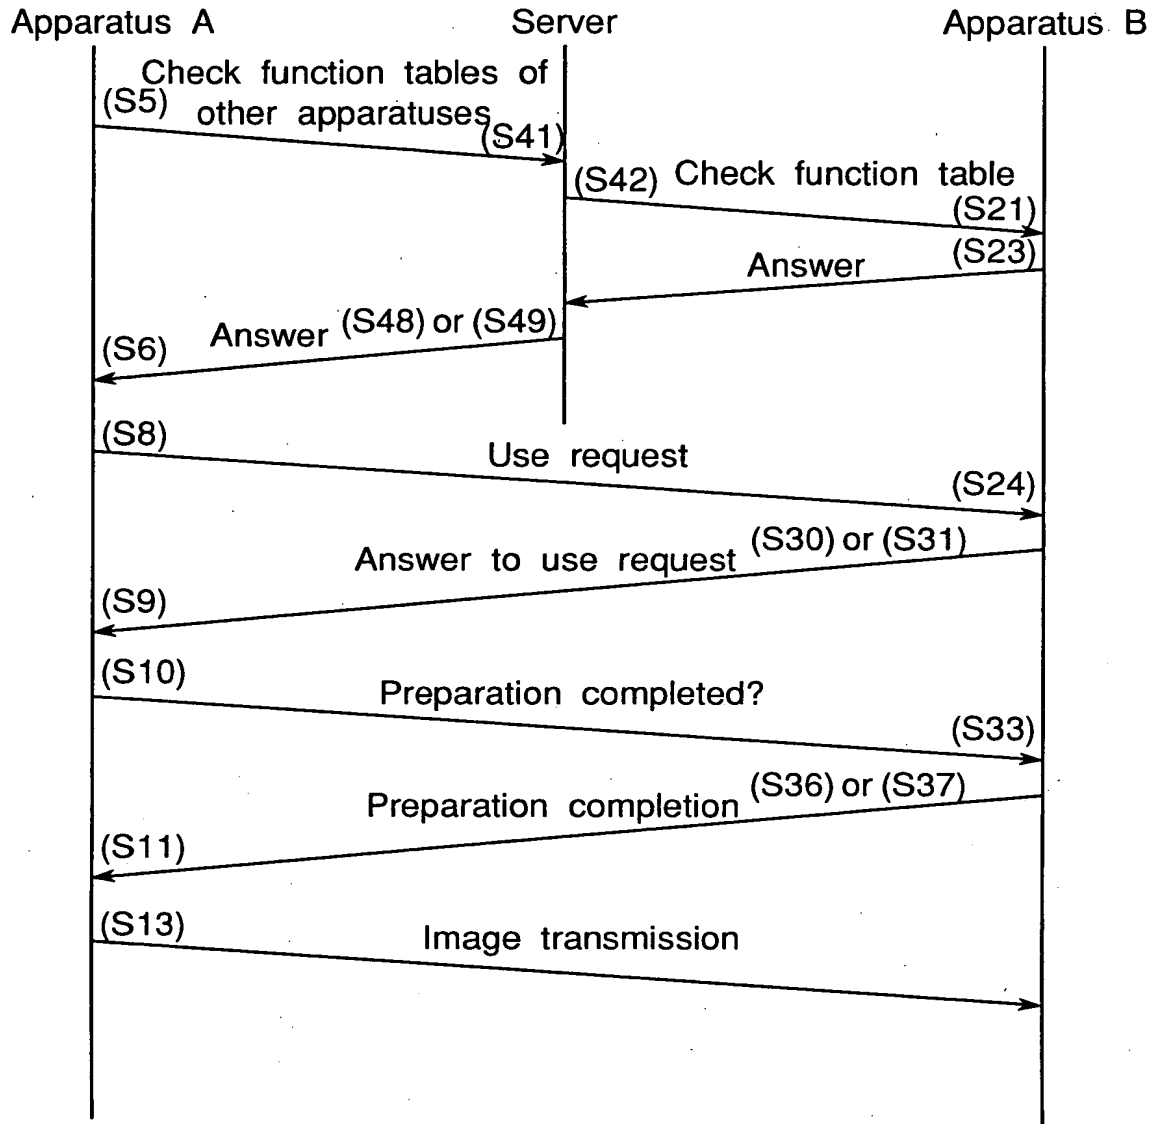 Apparatus A Server Apparatus B
Check function tables of
(S5) other apparatuses
(S41)
(S42) Check function table
(S21)
(S23)
Answer
Answer (S48) or (S49)
(S6)
(S8)
Use request
(S24)
(S30) or (S31)
Answer to use request
(S9)
(S10)
Preparation completed?
(S33)
(S36) or (S37)
Preparation completion
(S11)
(S13)
Image transmission